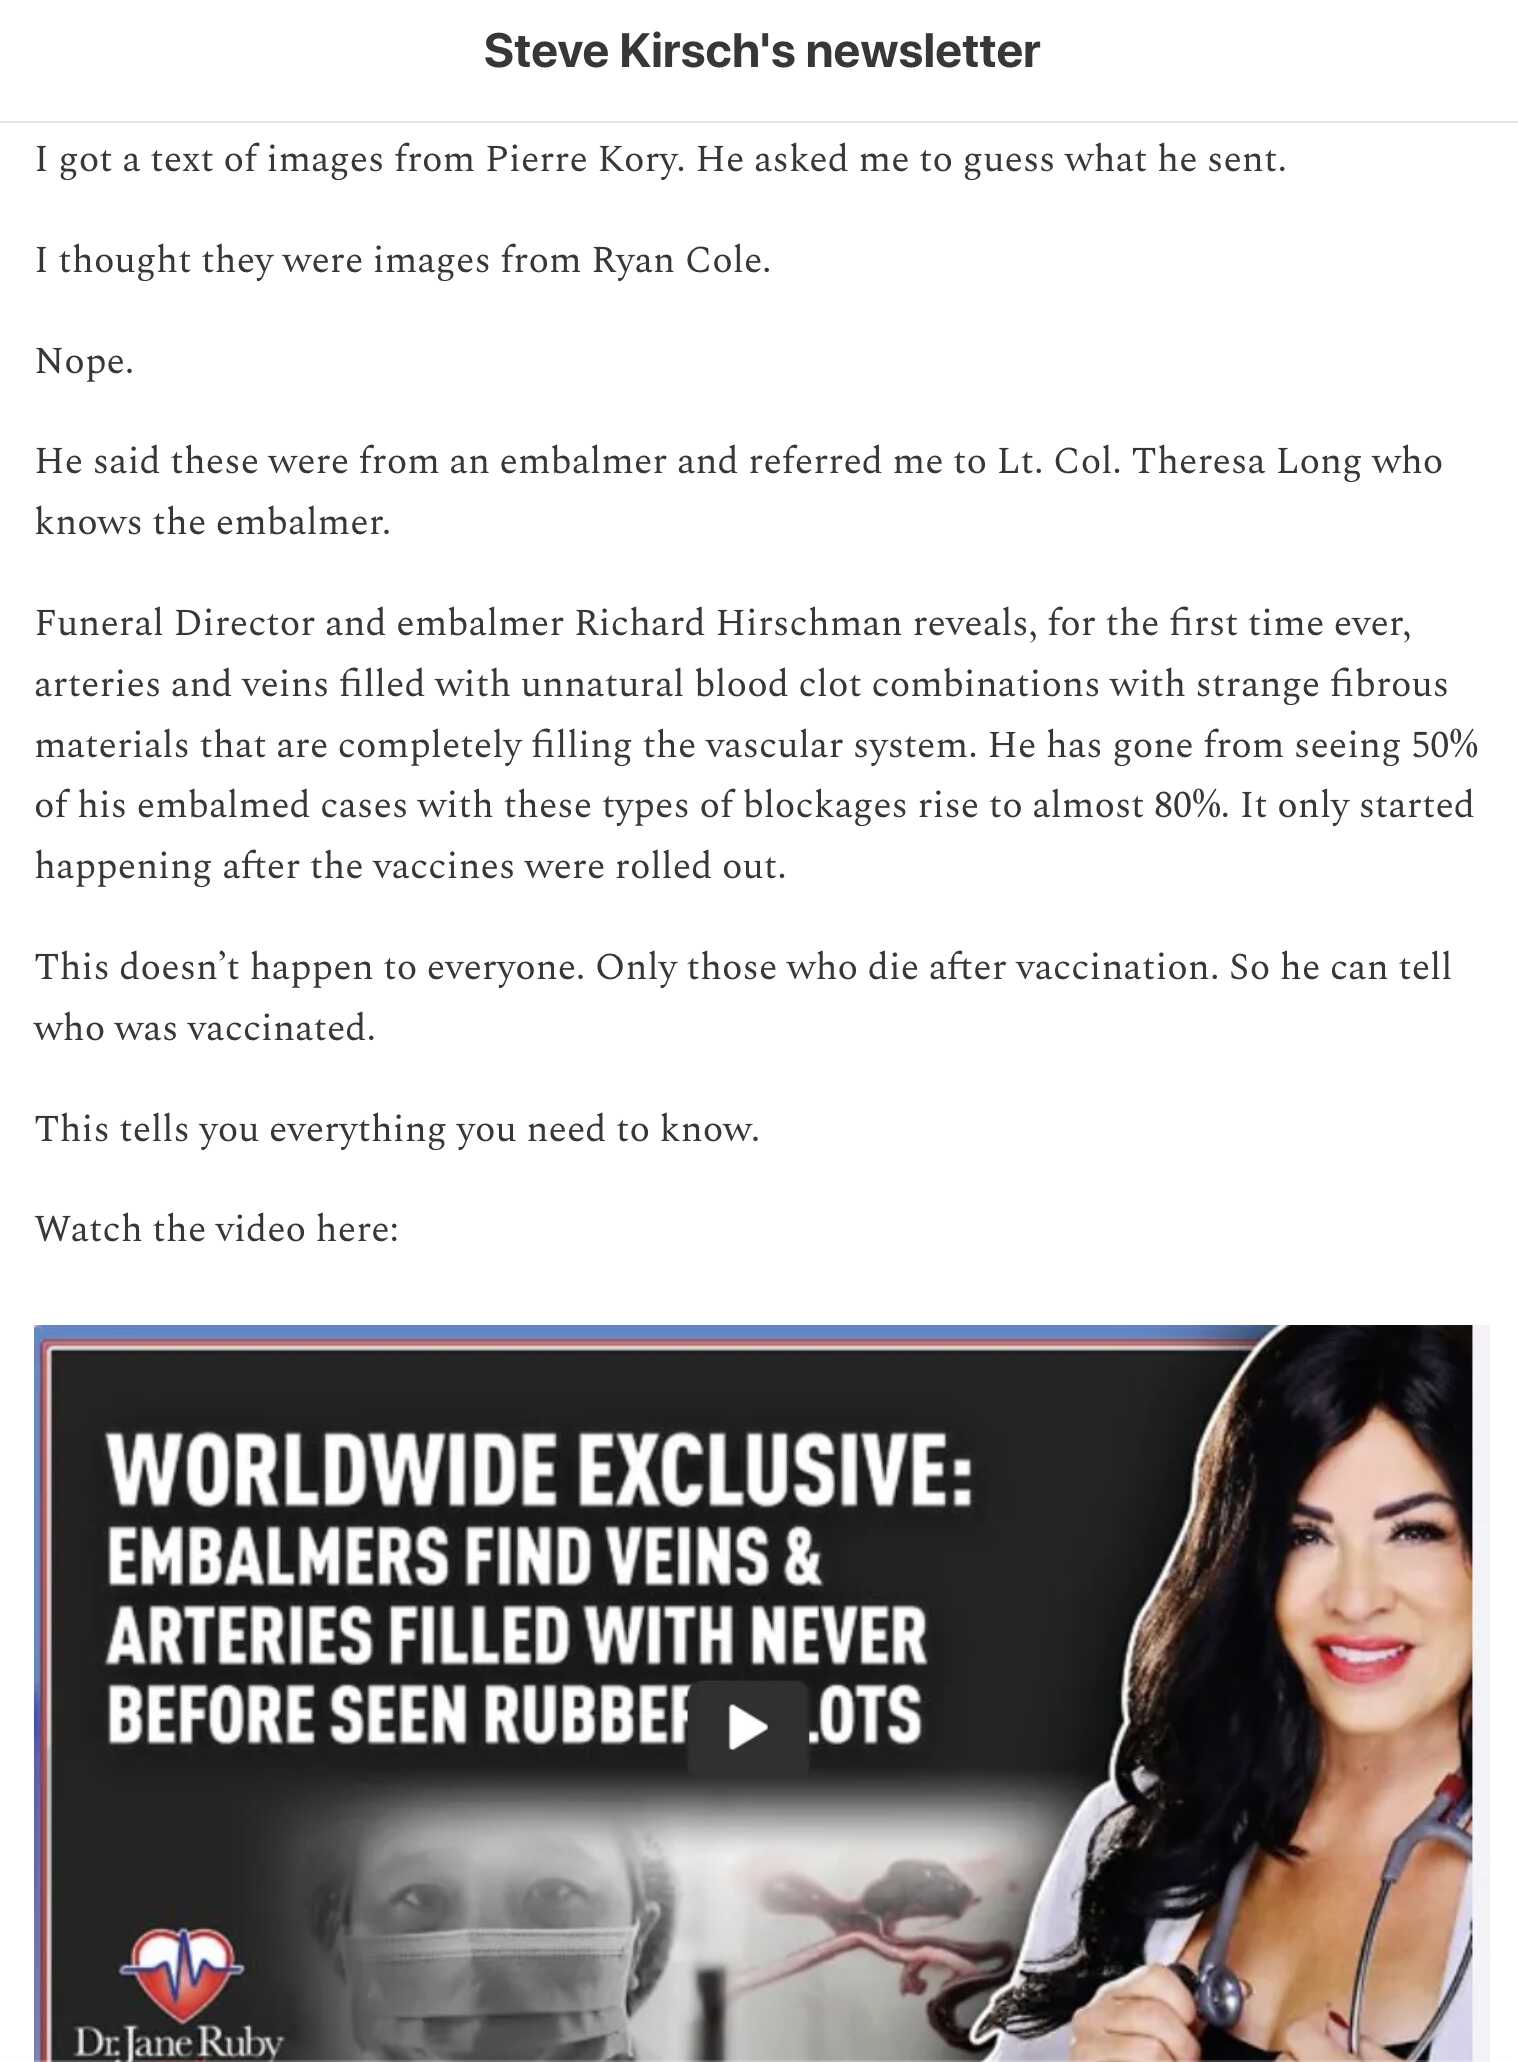 Steve Kirsch's newsletter
I got a text of images from Pierre Kory. He asked me to guess what he sent.
I thought they were images from Ryan Cole.
Nope.
He said these were from an embalmer and referred me to Lt. Col. Theresa Long who
knows the embalmer.
Funeral Director and embalmer Richard Hirschman reveals, for the first time ever,
arteries and veins filled with unnatural blood clot combinations with strange fibrous
materials that are completely filling the vascular system. He has gone from seeing 50%
of his embalmed cases with these types of blockages rise to almost 80%. It only started
happening after the vaccines were rolled out.
This doesn’t happen to everyone. Only those who die after vaccination. So he can tell
who was vaccinated.
This tells you everything you need to know.
Watch the video here:
WORLDWIDE EXCLUSIVE:
EMBALMERS FIND VEINS &
ARTERIES FILLED WITH NEVER
BEFORE SEEN
Dr. Jane Ruby